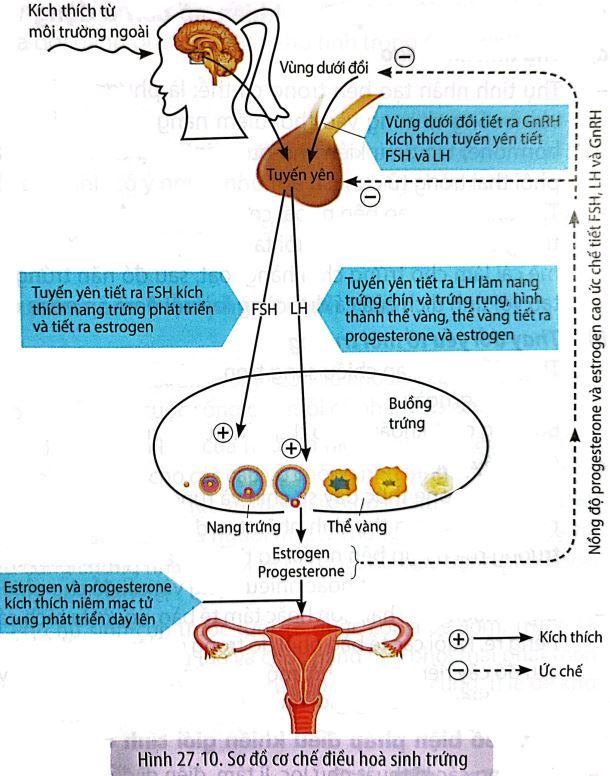 Kích thích từ
môi trường ngoài
Vùng dưới đồi
Vùng dưới đồi tiết ra GnRH
kích thích tuyến yên tiết
FSH và LH
Tuyến yên
Tuyến yên tiết ra FSH kích
thích nang trứng phát triển
và tiết ra estrogen
FSH LH
Tuyến yên tiết ra LH làm nang
trứng chín và trứng rụng, hình
thành thể vàng, thể vàng tiết ra
progesterone và estrogen
Nồng độ progesterone và estrogen cao ức chế tiết FSH, LH và GnRH
Buồng
trứng
Nang trứng
Thể vàng
Estrogen
Progesterone
Estrogen và progesterone
kích thích niêm mạc tử
cung phát triển dày lên
+ Kích thích
− Ức chế
Hình 27.10. Sơ đồ cơ chế điều hoà sinh trứng